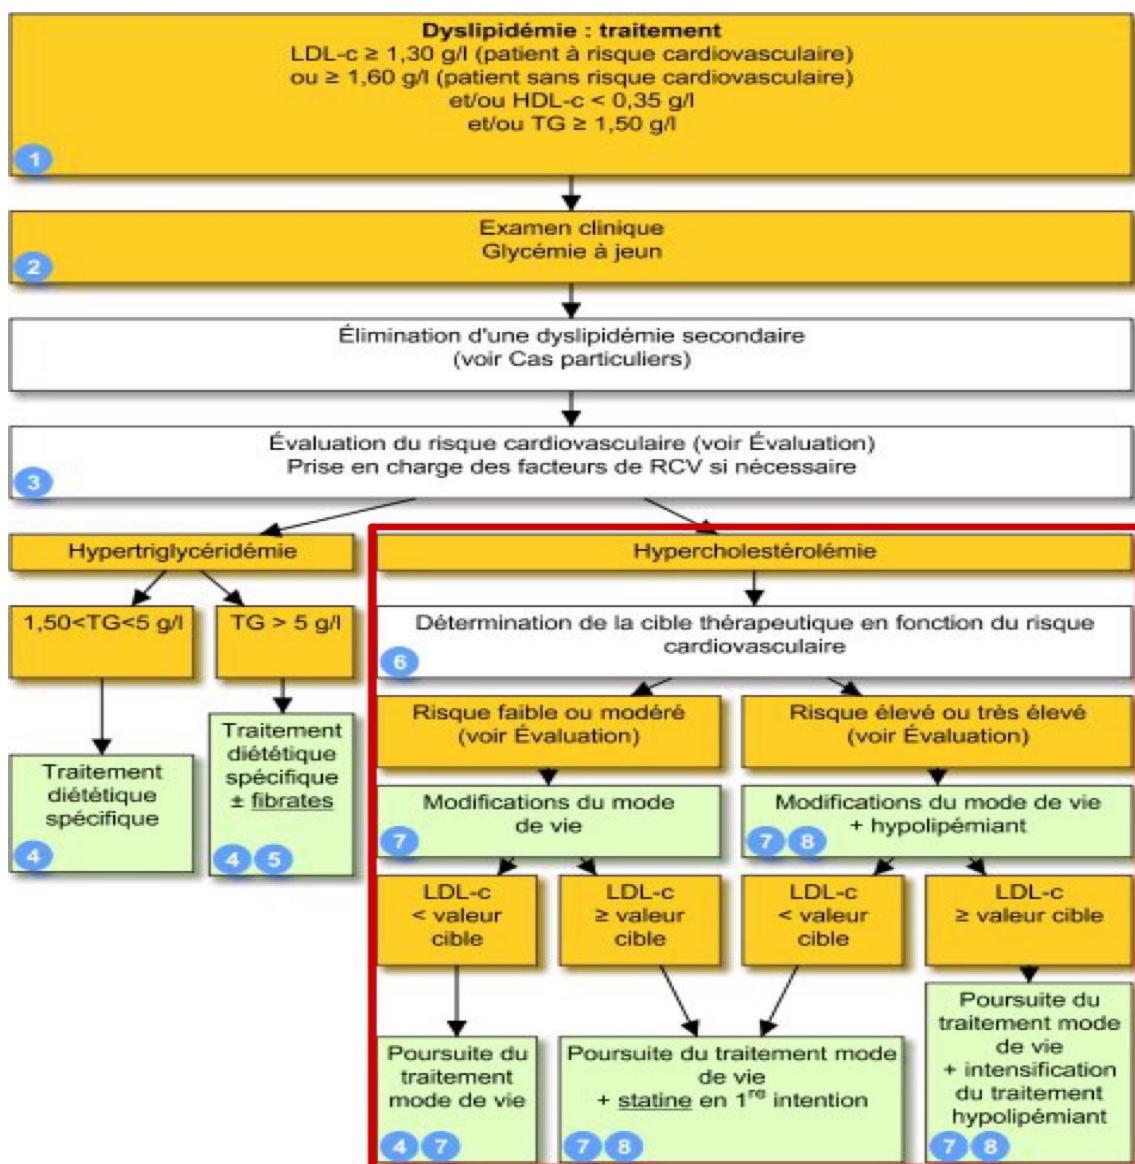 Dyslipidémie : traitement
LDL-c ≥ 1,30 g/l (patient à risque cardiovasculaire)
ou ≥ 1,60 g/l (patient sans risque cardiovasculaire)
et/ou HDL-c < 0,35 g/l
et/ou TG ≥ 1,50 g/l
1
Examen clinique
Glycémie à jeun
2
Élimination d'une dyslipidémie secondaire
(voir Cas particuliers)
Évaluation du risque cardiovasculaire (voir Évaluation)
Prise en charge des facteurs de RCV si nécessaire
3
Hypertriglycéridémie
1,50<TG<5 g/l
TG > 5 g/l
Traitement
diététique
spécifique
4
Traitement
diététique
spécifique
± fibrates
4 5
Hypercholestérolémie
Détermination de la cible thérapeutique en fonction du risque
cardiovasculaire
6
Risque faible ou modéré
(voir Évaluation)
Risque élevé ou très élevé
(voir Évaluation)
Modifications du mode
de vie
7
Modifications du mode de vie
+ hypolipémiant
7 8
LDL-c
< valeur
cible
LDL-c
≥ valeur
cible
LDL-c
< valeur
cible
LDL-c
≥ valeur cible
Poursuite du
traitement
mode de vie
4 7
Poursuite du traitement mode
de vie
+ statine en 1re intention
7 8
Poursuite du
traitement mode
de vie
+ intensification
du traitement
hypolipémiant
7 8